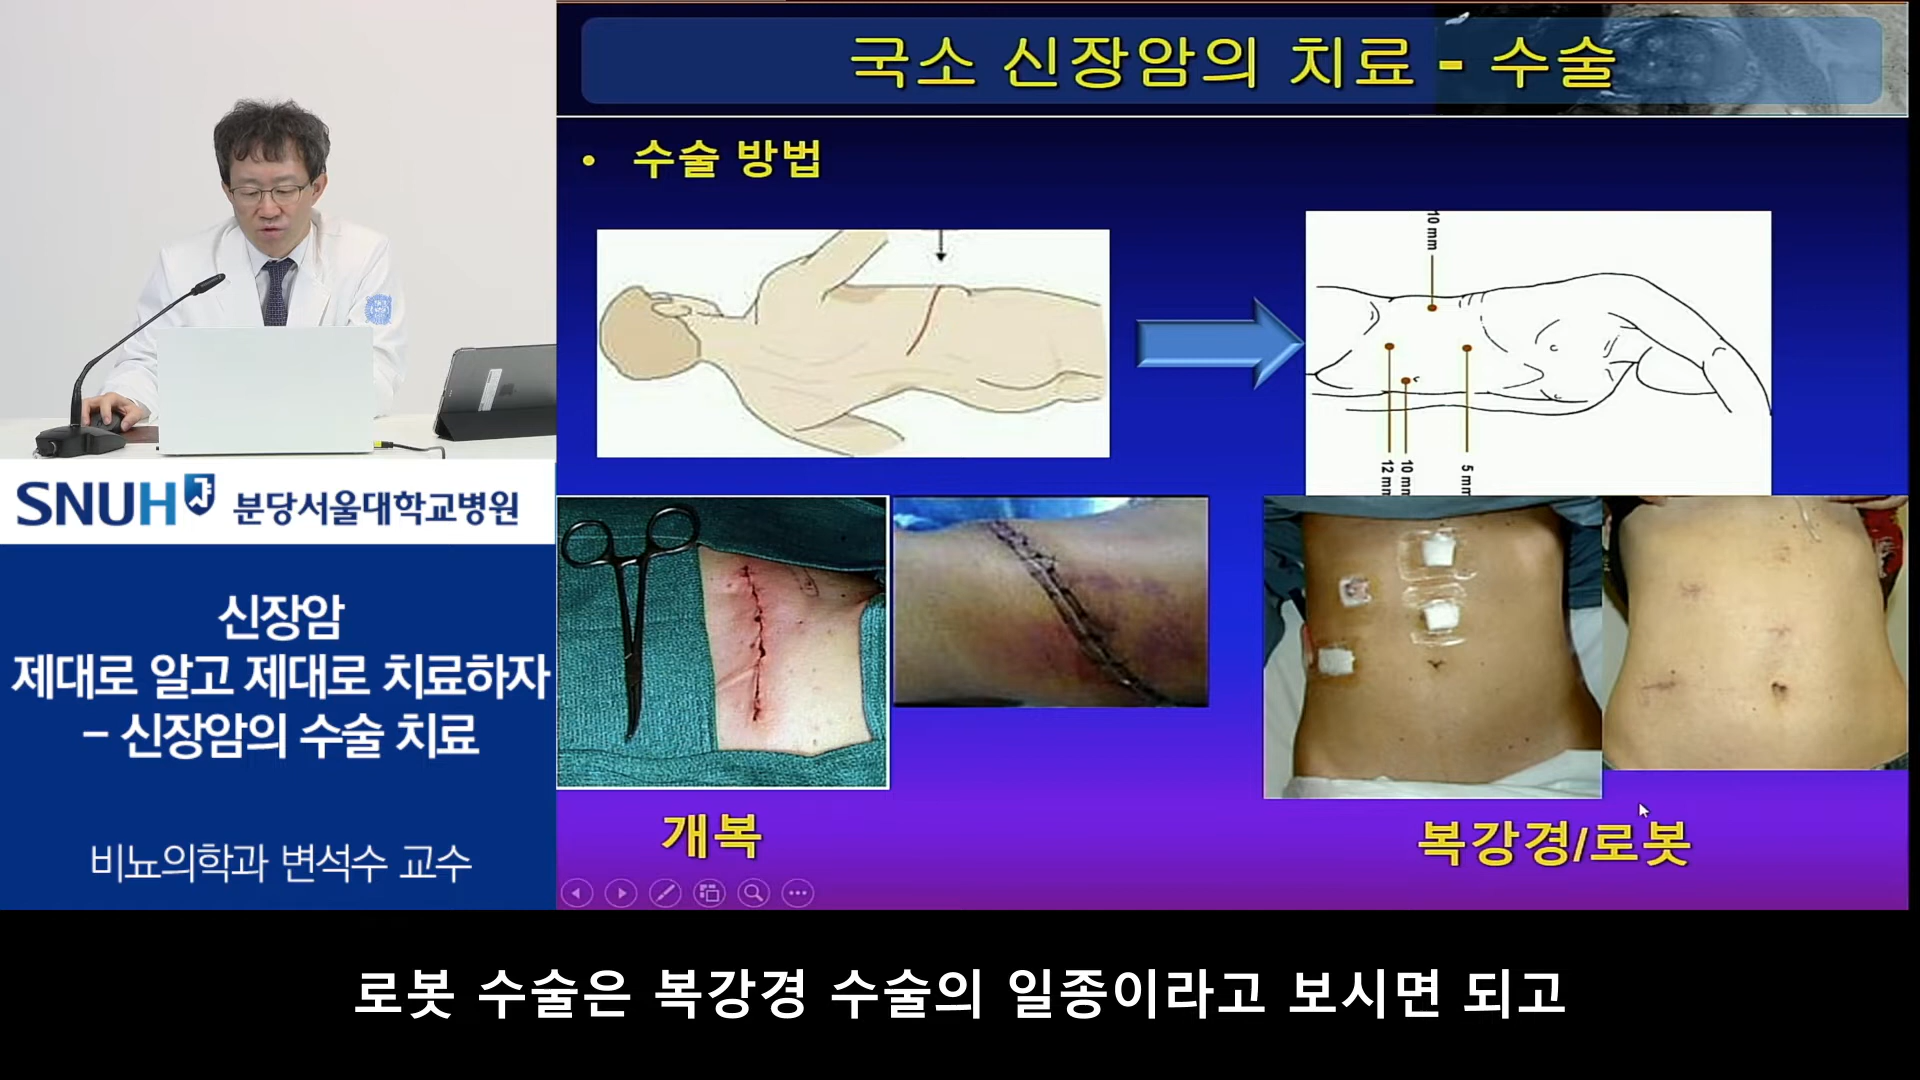 국소 신장암의 치료 - 수술
• 수술 방법
10 mm
12 mm
10 mm
5 mm
SNUH 분당서울대학교병원
신장암
제대로 알고 제대로 치료하자
- 신장암의 수술 치료
비뇨의학과 변석수 교수
개복
복강경/로봇
로봇 수술은 복강경 수술의 일종이라고 보시면 되고